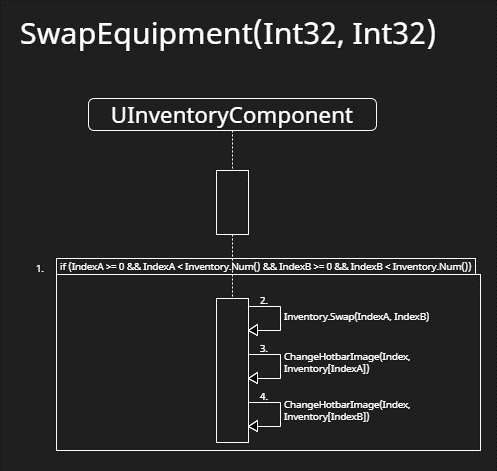 SwapEquipment(Int32, Int32)
UInventoryComponent
1.
if (IndexA >= 0 && IndexA < Inventory.Num() && IndexB >= 0 && IndexB < Inventory.Num())
2.
Inventory.Swap(IndexA, IndexB)
3.
ChangeHotbarImage(Index,
Inventory[IndexA])
4.
ChangeHotbarImage(Index,
Inventory[IndexB])